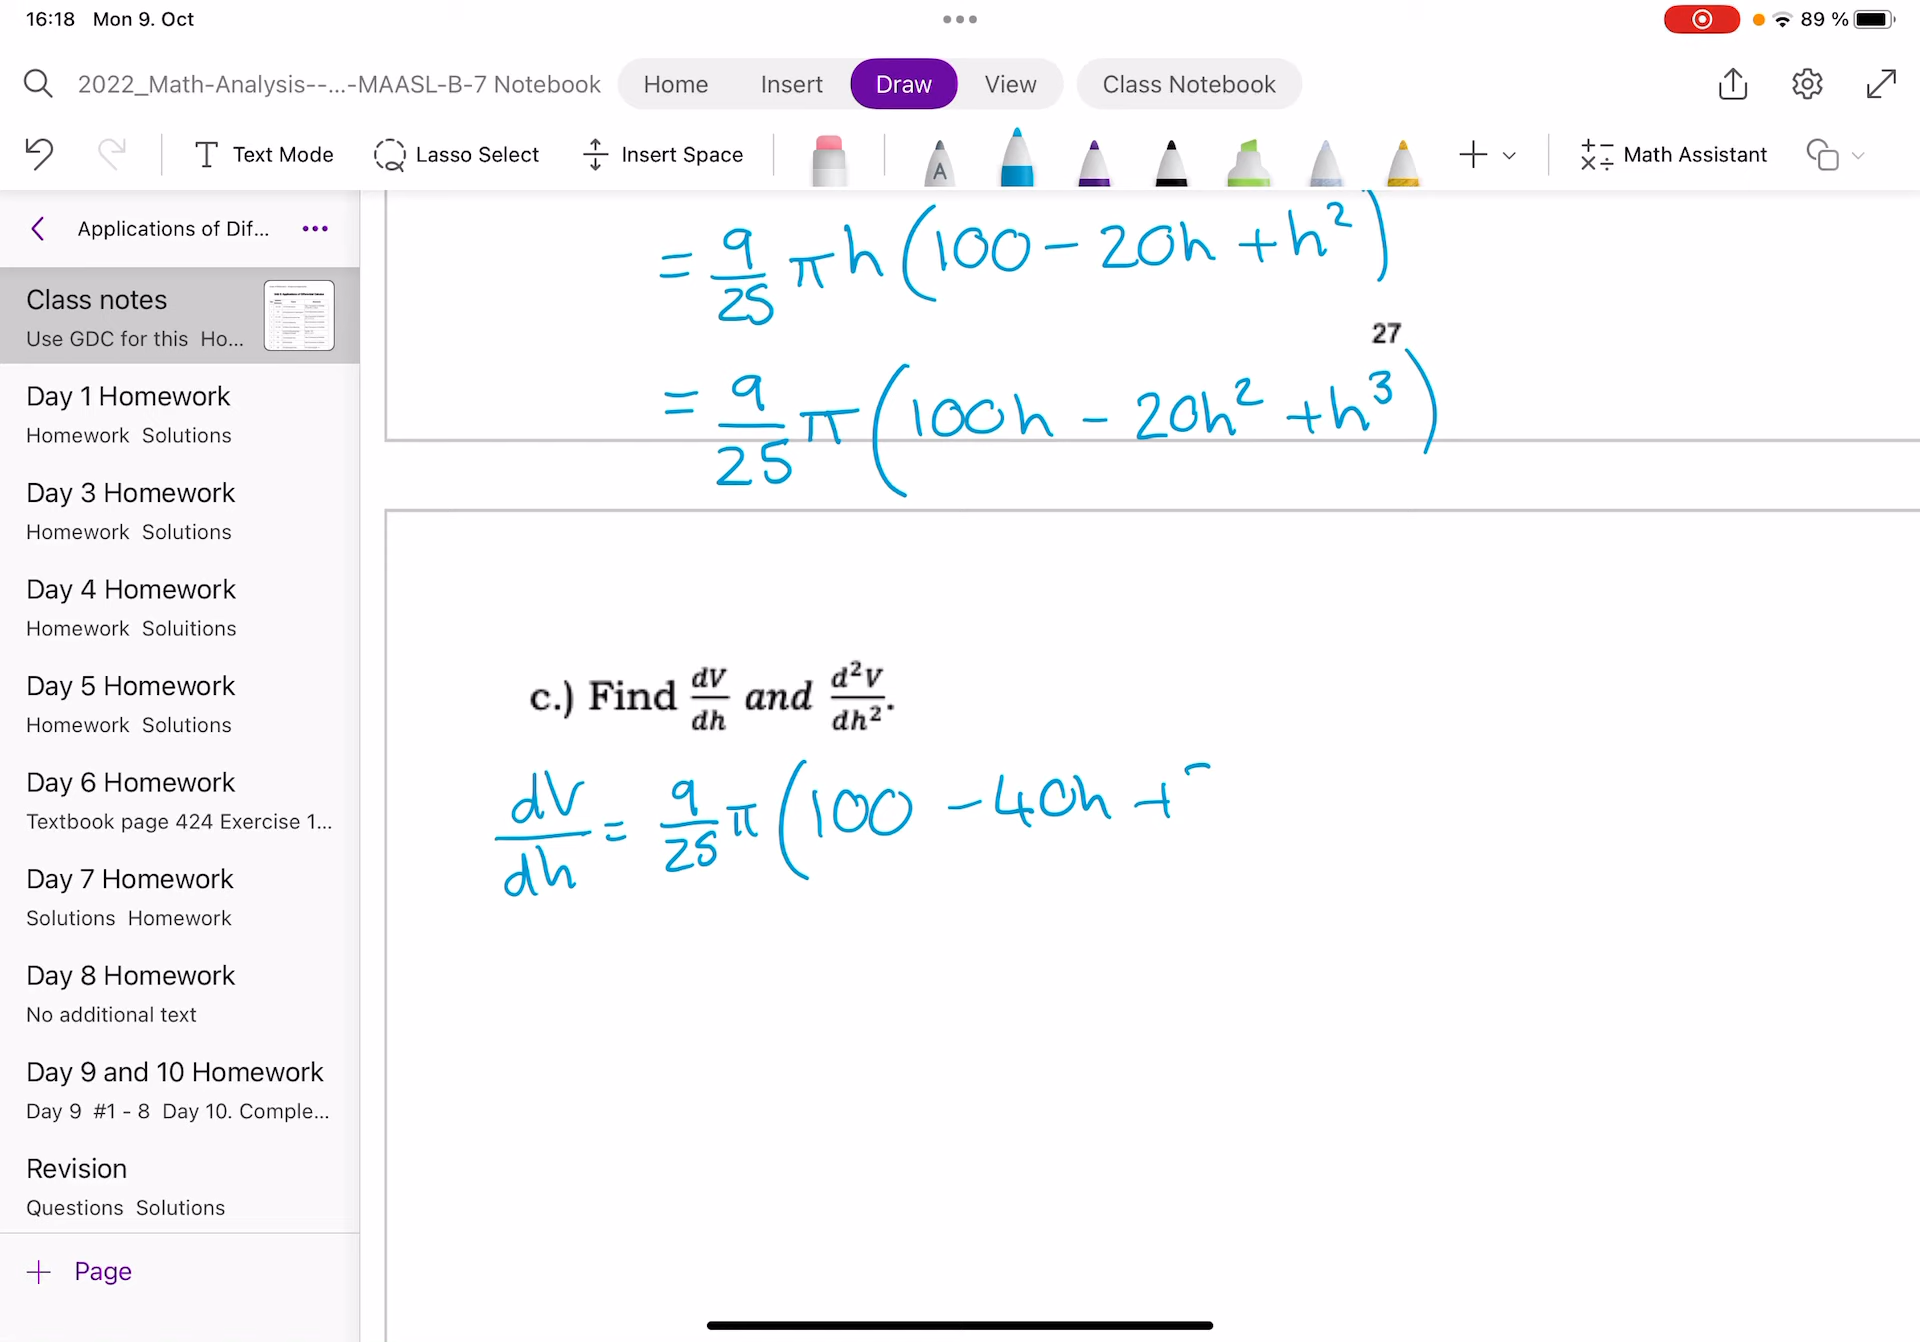 16:18 Mon 9. Oct 89 %
2022_Math-Analysis--...-MAASL-B-7 Notebook Home Insert Draw View Class Notebook
Text Mode Lasso Select Insert Space A Math Assistant
Applications of Dif...
Class notes
Use GDC for this Ho...
Day 1 Homework
Homework Solutions
Day 3 Homework
Homework Solutions
Day 4 Homework
Homework Soluitions
Day 5 Homework
Homework Solutions
Day 6 Homework
Textbook page 424 Exercise 1...
Day 7 Homework
Solutions Homework
Day 8 Homework
No additional text
Day 9 and 10 Homework
Day 9 #1 - 8 Day 10. Comple...
Revision
Questions Solutions
+ Page
= 9/25 πh (100 - 20h + h²)
27
= 9/25 π (100h - 20h² + h³)
c.) Find dV/dh and d²V/dh².
dV/dh = 9/25 π (100 - 40h +